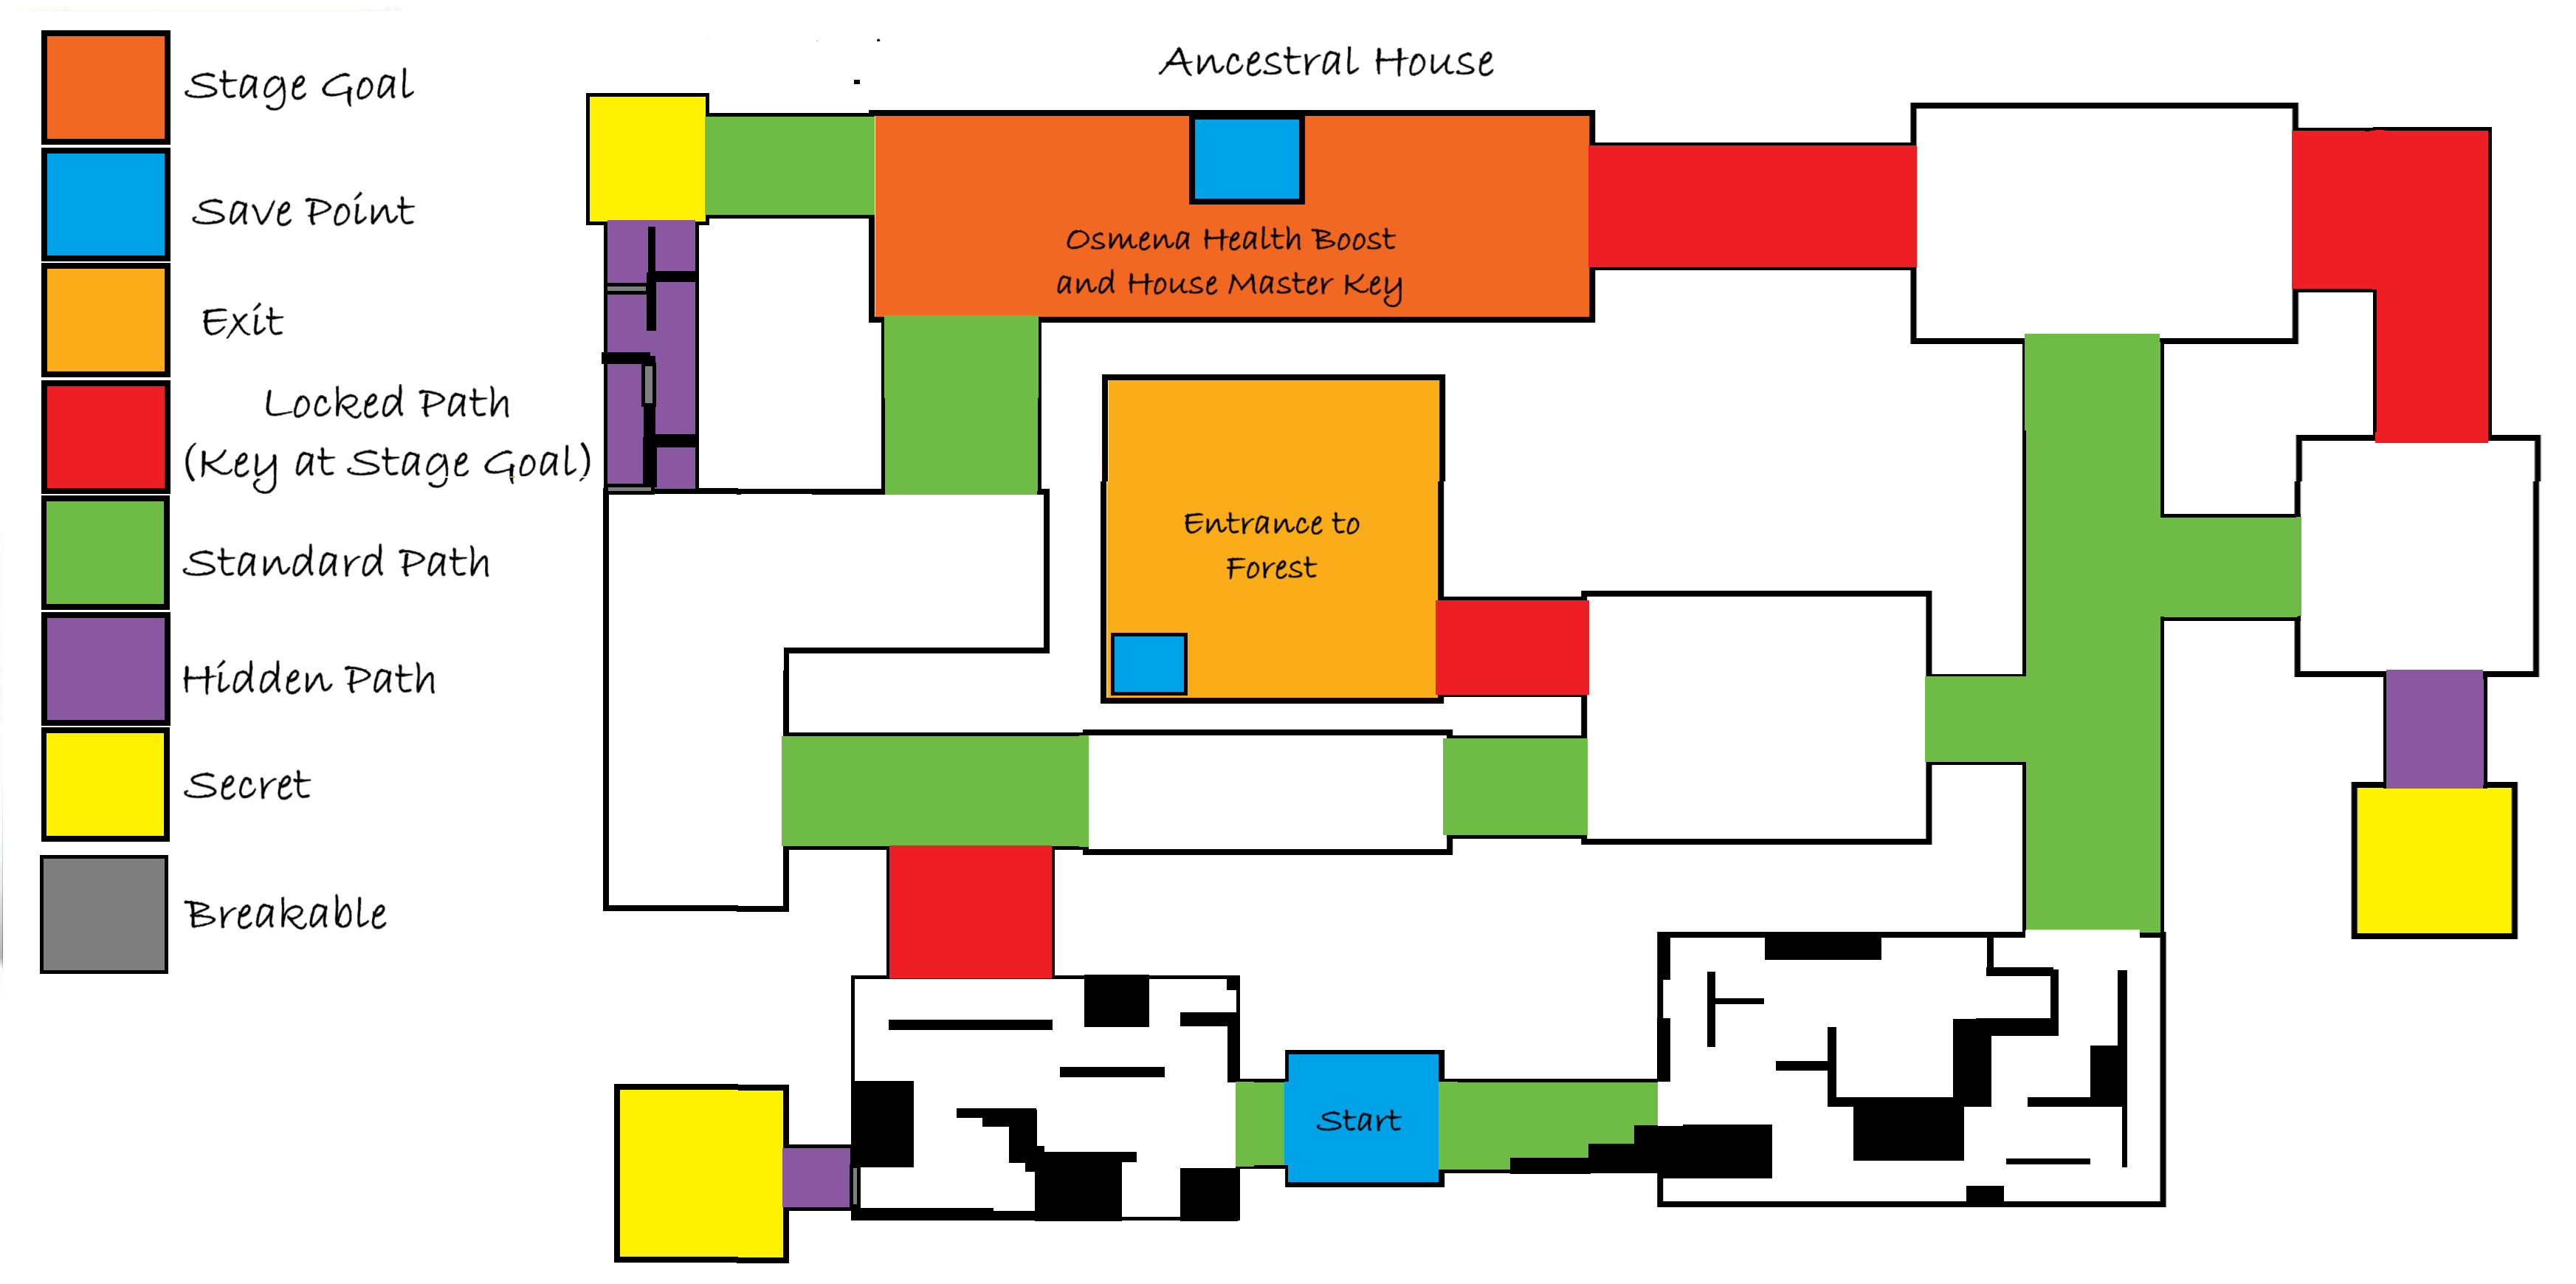 Ancestral House
Stage Goal
Save Point
Exit
Locked Path
(Key at Stage Goal)
Standard Path
Hidden Path
Secret
Breakable
Osmena Health Boost
and House Master Key
Entrance to
Forest
Start